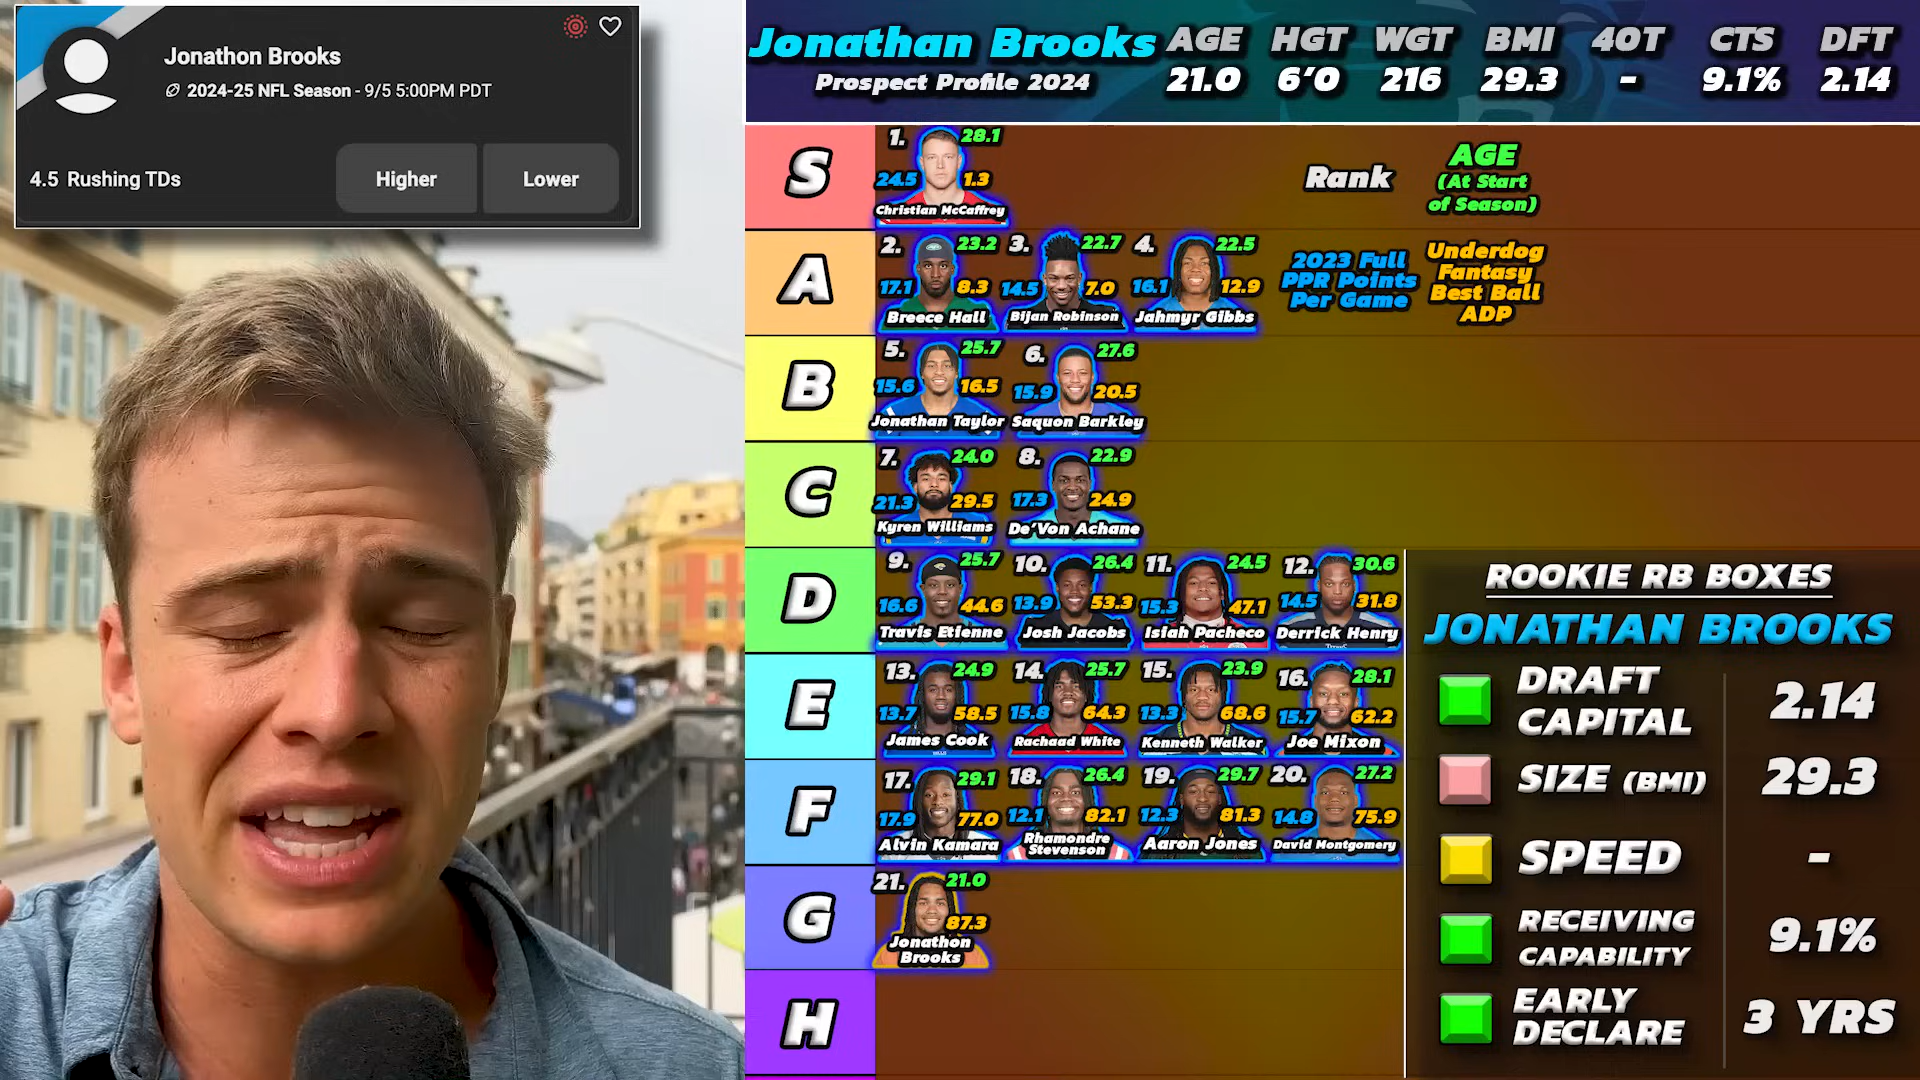 Jonathon Brooks
2024-25 NFL Season - 9/5 5:00PM PDT
4.5 Rushing TDs
Higher
Lower
Jonathan Brooks
Prospect Profile 2024
AGE HGT WGT BMI 40T CTS DFT
21.0 6'0 216 29.3 - 9.1% 2.14
S
1. 28.1
24.5 1.3
Christian McCaffrey
Rank
AGE
(At Start
of Season)
A
2. 23.2
17.1 8.3
Breece Hall
3. 22.7
14.5 7.0
Bijan Robinson
4. 22.5
16.1 12.9
Jahmyr Gibbs
2023 Full
PPR Points
Per Game
Underdog
Fantasy
Best Ball
ADP
B
5. 25.7
15.6 16.5
Jonathan Taylor
6. 27.6
15.9 20.5
Saquon Barkley
C
7. 24.0
21.3 29.5
Kyren Williams
8. 22.9
17.3 24.9
De'Von Achane
D
9. 25.7
16.6 44.6
Travis Etienne
10. 26.4
13.9 53.3
Josh Jacobs
11. 24.5
15.3 47.1
Isiah Pacheco
12. 30.6
14.5 31.8
Derrick Henry
E
13. 24.9
13.7 58.5
James Cook
14. 25.7
15.8 64.3
Rachaad White
15. 23.9
13.3 68.6
Kenneth Walker
16. 28.1
15.7 62.2
Joe Mixon
F
17. 29.1
17.9 77.0
Alvin Kamara
18. 26.4
12.1 82.1
Rhamondre
Stevenson
19. 29.7
12.3 81.3
Aaron Jones
20. 27.2
14.8 75.9
David Montgomery
G
21. 21.0
87.3
Jonathon
Brooks
H
ROOKIE RB BOXES
JONATHAN BROOKS
DRAFT
CAPITAL
2.14
SIZE (BMI)
29.3
SPEED
-
RECEIVING
CAPABILITY
9.1%
EARLY
DECLARE
3 YRS